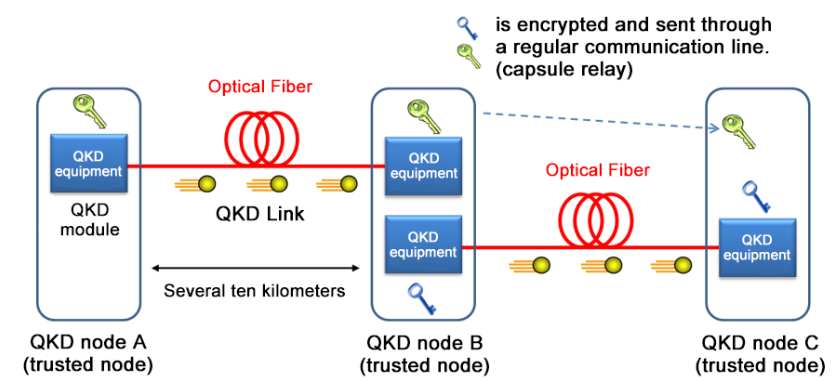 is encrypted and sent through
a regular communication line.
(capsule relay)
Optical Fiber
QKD
equipment
QKD
module
QKD Link
Several ten kilometers
QKD node A
(trusted node)
QKD
equipment
QKD
equipment
QKD node B
(trusted node)
Optical Fiber
QKD
equipment
QKD node C
(trusted node)